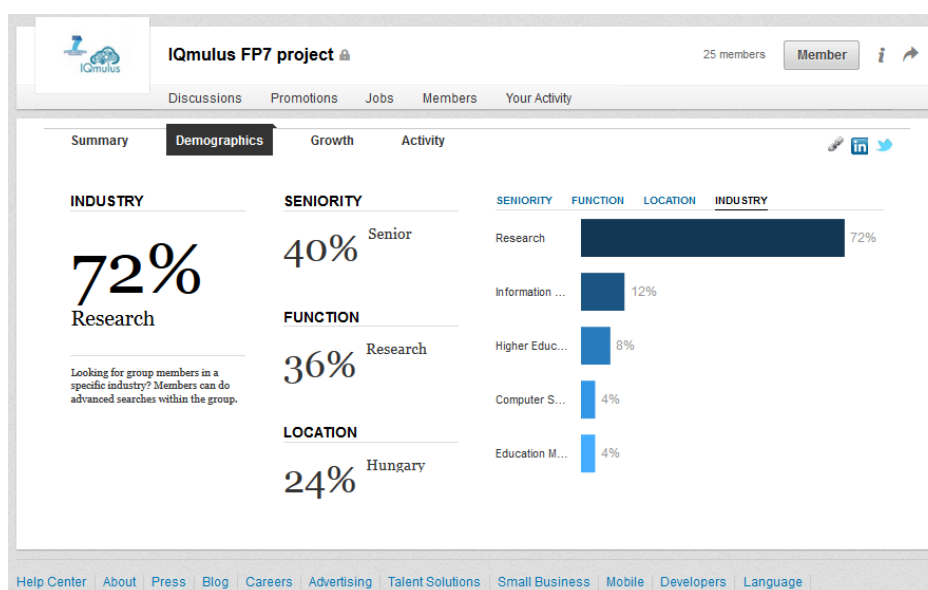 7
IQmulus
IQmulus FP7 project
25 members
Member
i
Discussions Promotions Jobs Members Your Activity
Summary Demographics Growth Activity
in
INDUSTRY
72%
Research
Looking for group members in a
specific industry? Members can do
advanced searches within the group.
SENIORITY
40% Senior
FUNCTION
36% Research
LOCATION
24% Hungary
SENIORITY FUNCTION LOCATION INDUSTRY
Research 72%
Information ... 12%
Higher Educ... 8%
Computer S... 4%
Education M... 4%
Help Center About Press Blog Careers Advertising Talent Solutions Small Business Mobile Developers Language